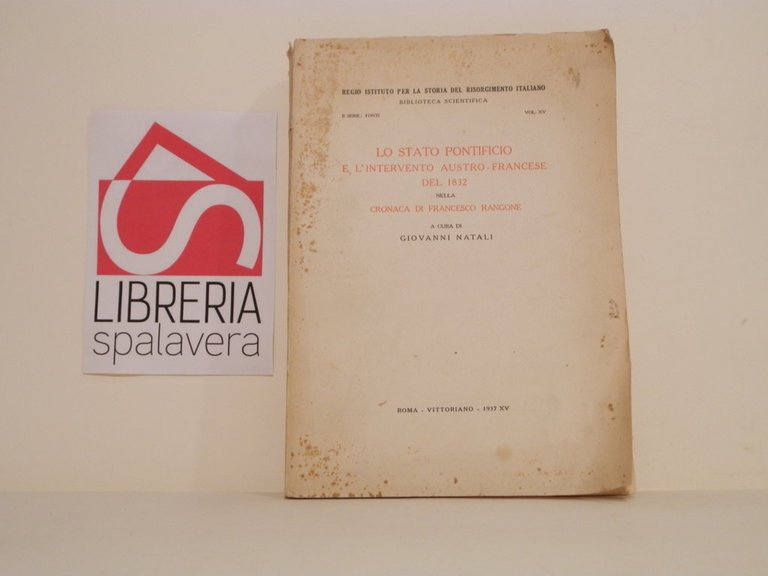 REGIO ISTITUTO PER LA STORIA DEL RISORGIMENTO ITALIANO
BIBLIOTECA SCIENTIFICA
II SERIE: FONTI VOL: XV
LO STATO PONTIFICIO
E L'INTERVENTO AUSTRO-FRANCESE
DEL 1832
NELLA
CRONACA DI FRANCESCO RANGONE
A CURA DI
GIOVANNI NATALI
ROMA - VITTORIANO - 1937 XV
LIBRERIA
spalavera